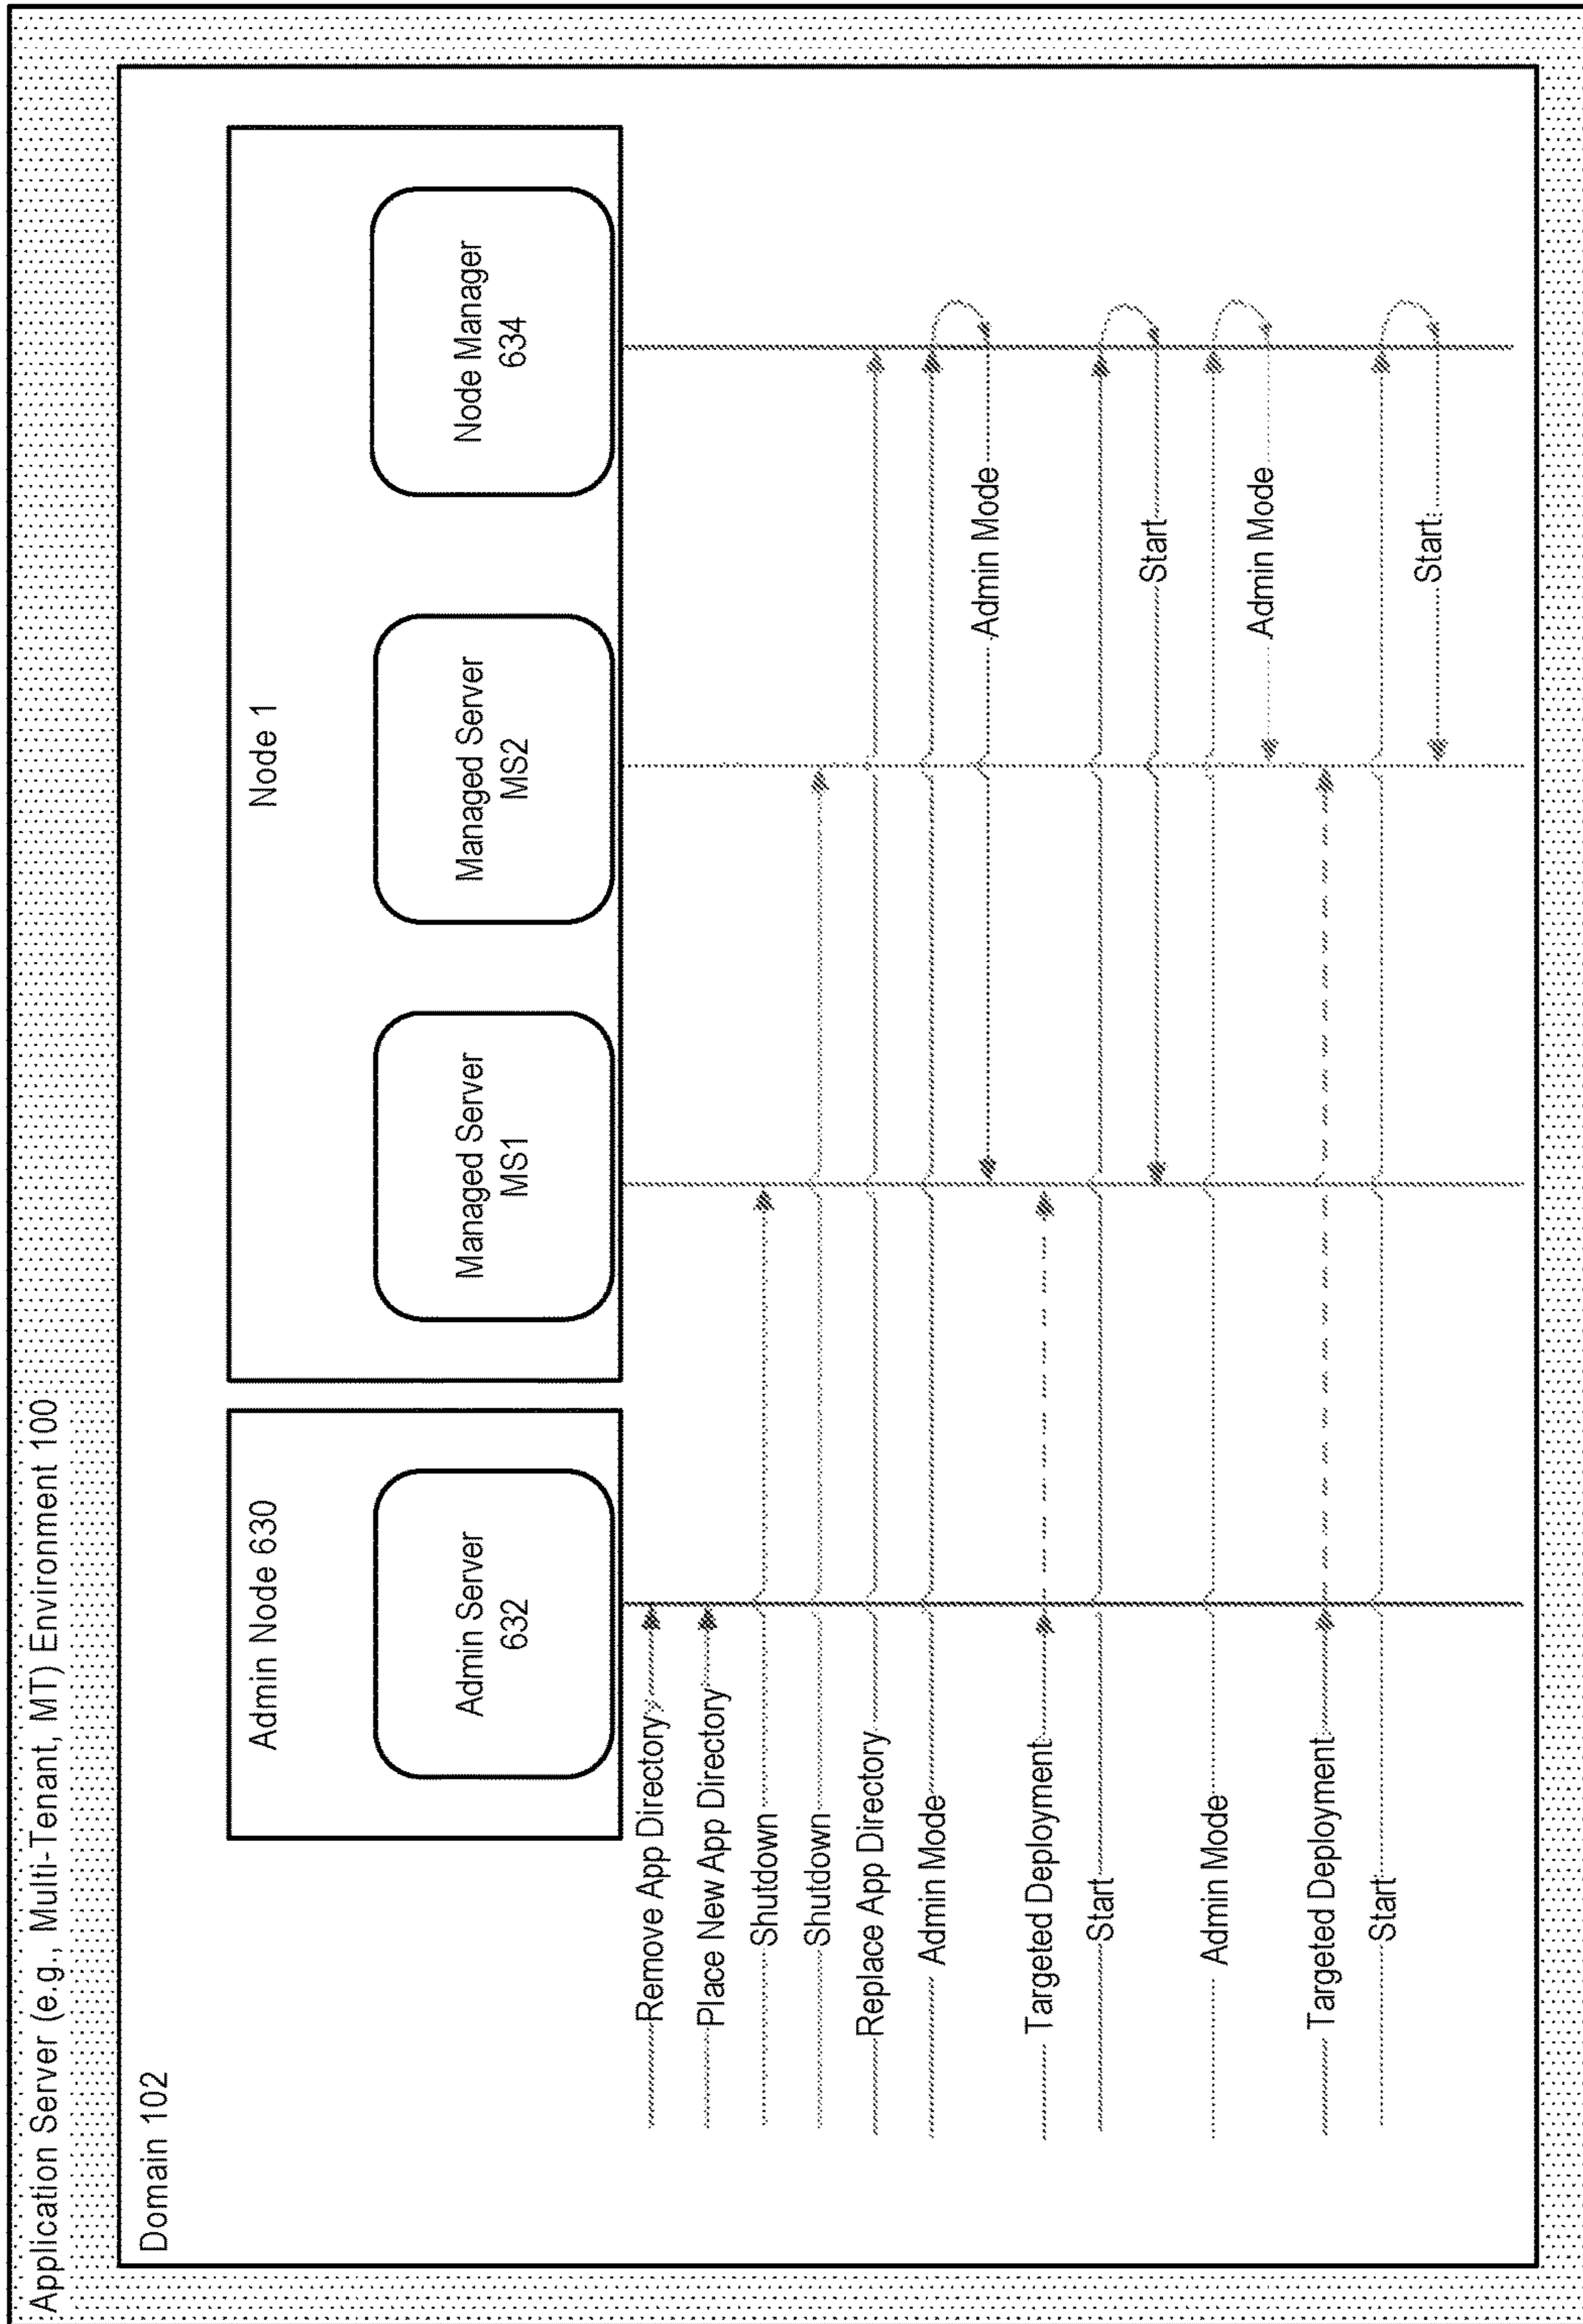 Application Server (e.g., Multi-Tenant, MT) Environment 100
Domain 102
Admin Node 630
Node 1
Admin Server
632
Managed Server
MS1
Managed Server
MS2
Node Manager
634
Remove App Directory
Place New App Directory
Shutdown
Shutdown
Replace App Directory
Admin Mode
Admin Mode
Targeted Deployment
Start
Start
Admin Mode
Admin Mode
Targeted Deployment
Start
Start